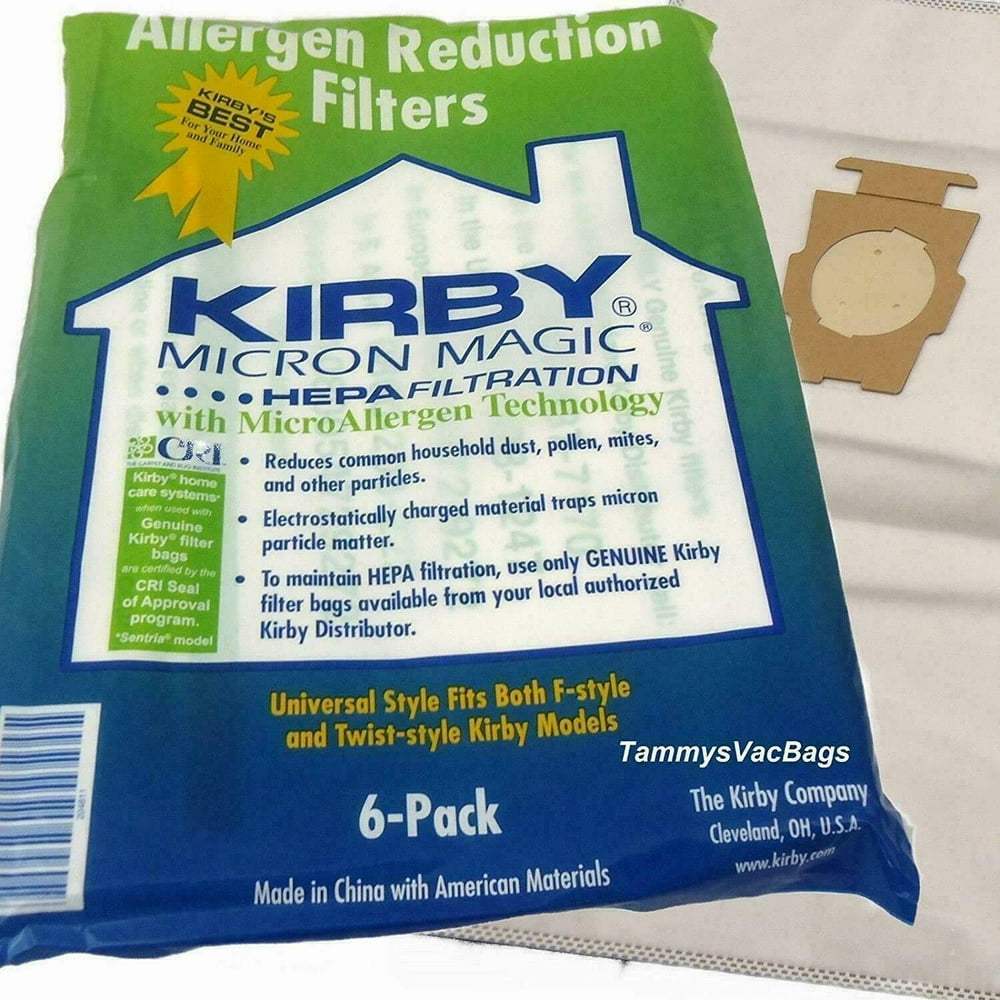 Allergen Reduction
Filters
KIRBY'S
BEST
For Your Home
and Family
KIRBY®
MICRON MAGIC®
••••HEPAFILTRATION
with MicroAllergen Technology
CRI
THE CARPET AND RUG INSTITUTE
Kirby® home
care systems*
when used with
Genuine
Kirby® filter
bags
are certified by the
CRI Seal
of Approval
program.
*Sentria® model
• Reduces common household dust, pollen, mites,
and other particles.
• Electrostatically charged material traps micron
particle matter.
• To maintain HEPA filtration, use only GENUINE Kirby
filter bags available from your local authorized
Kirby Distributor.
Universal Style Fits Both F-style
and Twist-style Kirby Models
TammysVacBags
6-Pack
The Kirby Company
Cleveland, OH, U.S.A.
www.kirby.com
Made in China with American Materials
204811